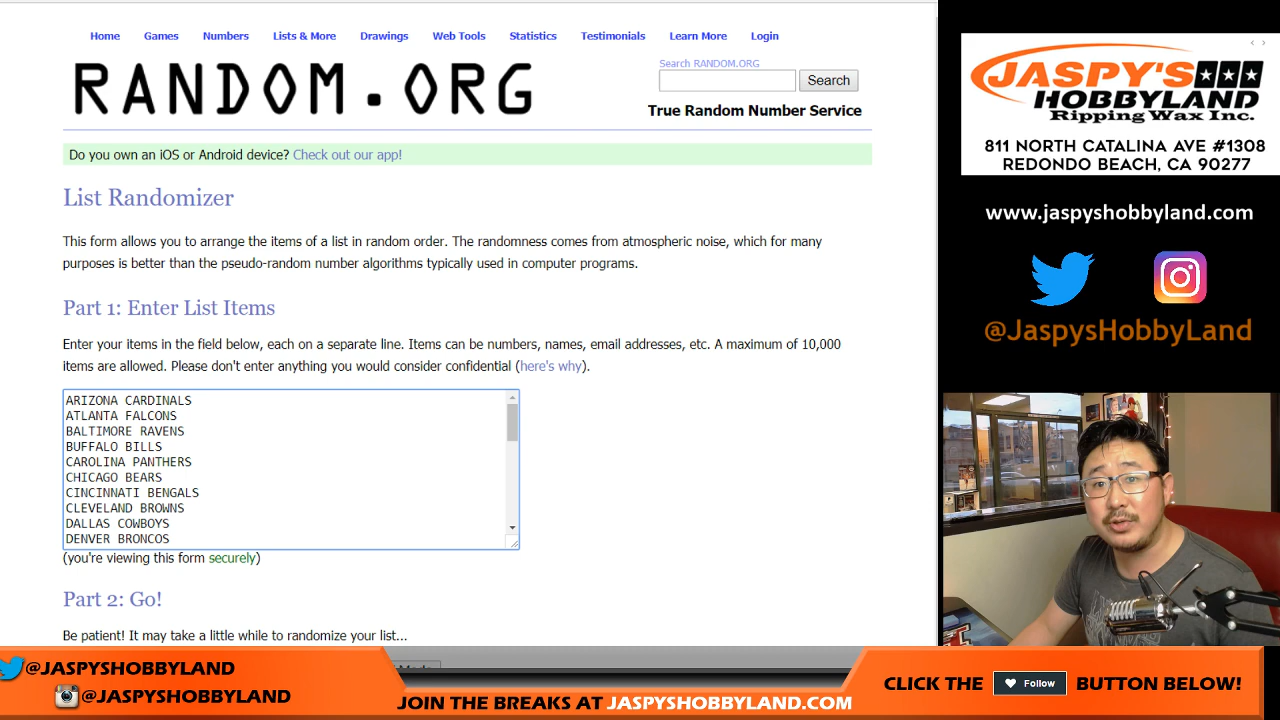 Home Games Numbers Lists & More Drawings Web Tools Statistics Testimonials Learn More Login
RANDOM.ORG
Search RANDOM.ORG
Search
True Random Number Service
Do you own an iOS or Android device? Check out our app!
List Randomizer
This form allows you to arrange the items of a list in random order. The randomness comes from atmospheric noise, which for many
purposes is better than the pseudo-random number algorithms typically used in computer programs.
Part 1: Enter List Items
Enter your items in the field below, each on a separate line. Items can be numbers, names, email addresses, etc. A maximum of 10,000
items are allowed. Please don't enter anything you would consider confidential (here's why).
ARIZONA CARDINALS
ATLANTA FALCONS
BALTIMORE RAVENS
BUFFALO BILLS
CAROLINA PANTHERS
CHICAGO BEARS
CINCINNATI BENGALS
CLEVELAND BROWNS
DALLAS COWBOYS
DENVER BRONCOS
(you're viewing this form securely)
Part 2: Go!
Be patient! It may take a little while to randomize your list...
JASPY'S
HOBBYLAND
Ripping Wax Inc.
811 NORTH CATALINA AVE #1308
REDONDO BEACH, CA 90277
www.jaspyshobbyland.com
@JaspysHobbyLand
@JASPYSHOBBYLAND
@JASPYSHOBBYLAND
JOIN THE BREAKS AT JASPYSHOBBYLAND.COM
CLICK THE Follow BUTTON BELOW!